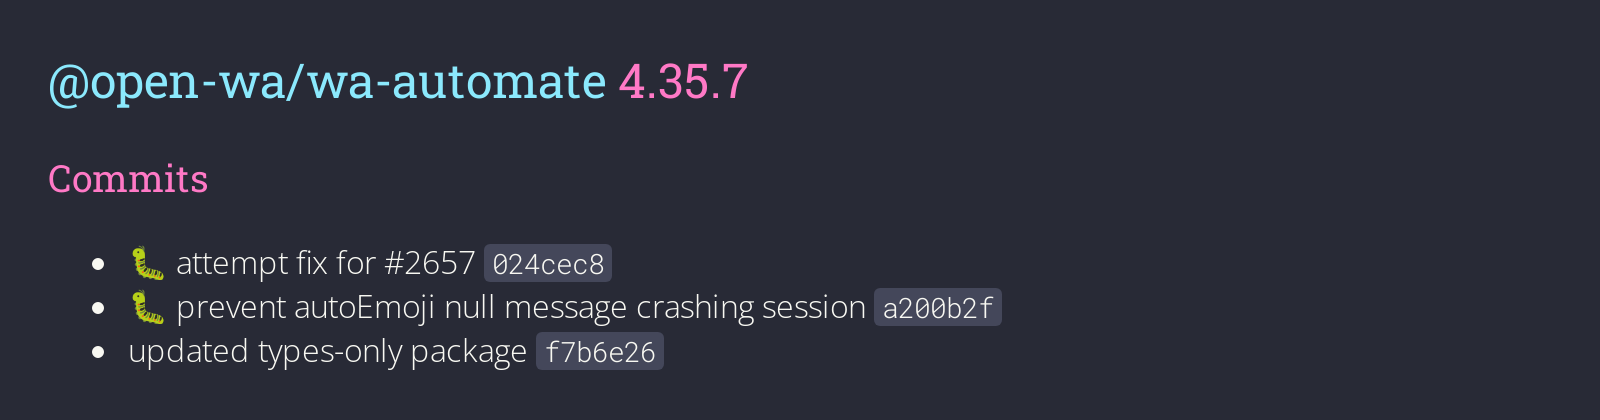 @open-wa/wa-automate 4.35.7
Commits
🐛 attempt fix for #2657 024cec8
🐛 prevent autoEmoji null message crashing session a200b2f
updated types-only package f7b6e26